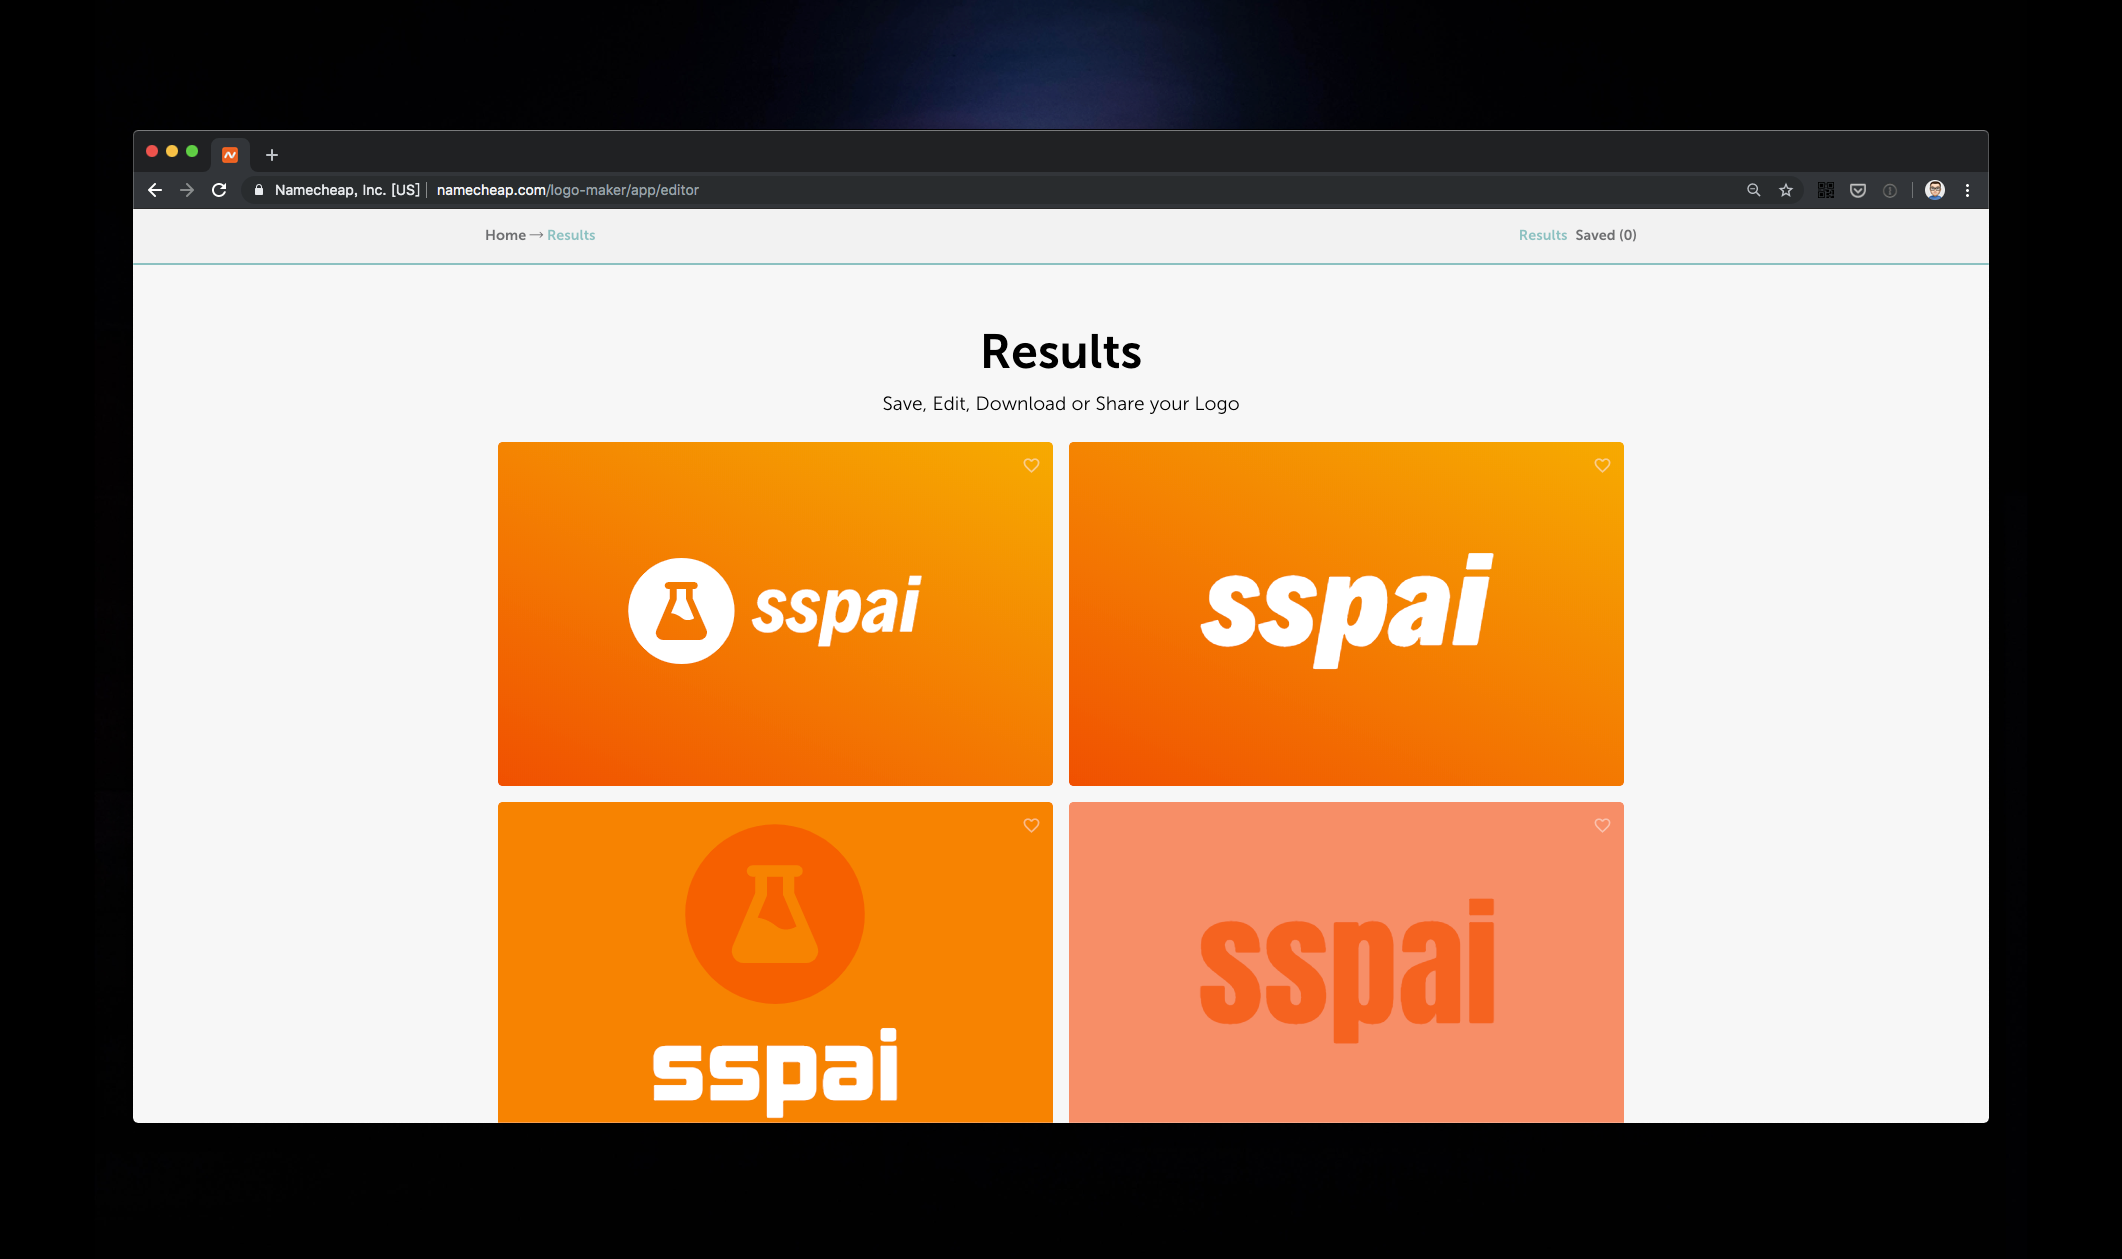 Namecheap, Inc. [US] | namecheap.com/logo-maker/app/editor
Home → Results
Results Saved (0)
Results
Save, Edit, Download or Share your Logo
sspai
sspai
sspai
sspai